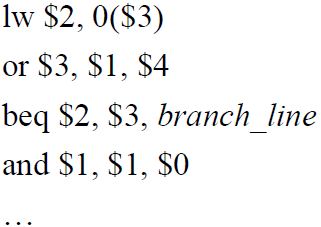 lw $2, 0($3)
or $3, $1, $4
beq $2, $3, branch_line
and $1, $1, $0
...